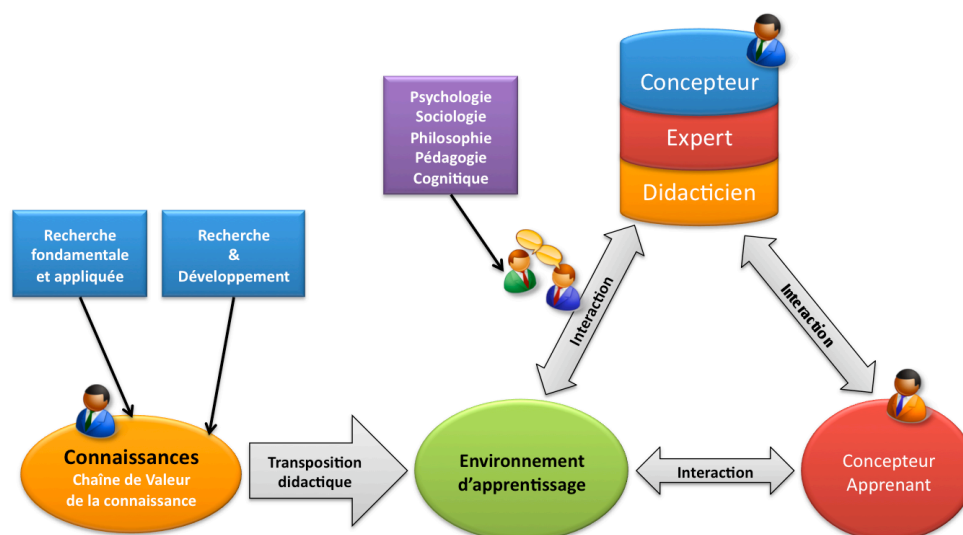 Concepteur
Expert
Didacticien
Psychologie
Sociologie
Philosophie
Pédagogie
Cognitique
Recherche
fondamentale
et appliquée
Recherche
&
Développement
Interaction
Interaction
Connaissances
Chaîne de Valeur
de la connaissance
Transposition
didactique
Environnement
d'apprentissage
Interaction
Concepteur
Apprenant